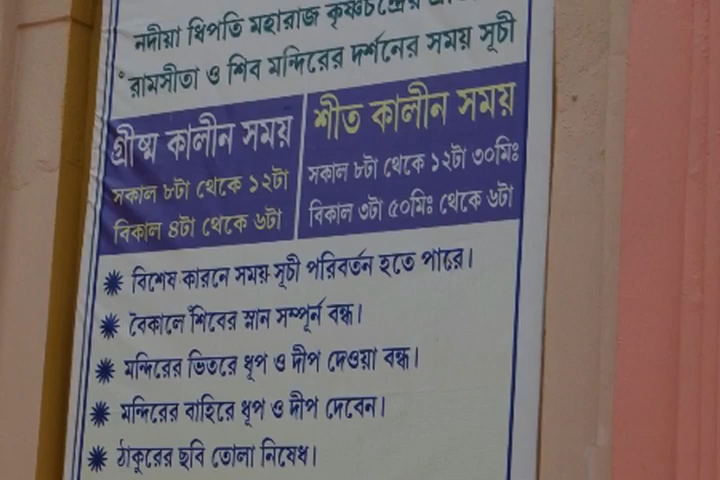 নদীয়া ধিপতি মহারাজ কৃষ্ণচন্দ্রের
রামসীতা ও শিব মন্দিরের দর্শনের সময় সূচী
গ্রীষ্ম কালীন সময়
সকাল ৮টা থেকে ১২টা
বিকাল ৪টা থেকে ৬টা
শীত কালীন সময়
সকাল ৮টা থেকে ১২টা ৩০মিঃ
বিকাল ৩টা ৫০মিঃ থেকে ৬টা
বিশেষ কারনে সময় সূচী পরিবর্তন হতে পারে।
বৈকালে শিবের স্নান সম্পূর্ন বন্ধ।
মন্দিরের ভিতরে ধূপ ও দীপ দেওয়া বন্ধ।
মন্দিরের বাহিরে ধূপ ও দীপ দেবেন।
ঠাকুরের ছবি তোলা নিষেধ।